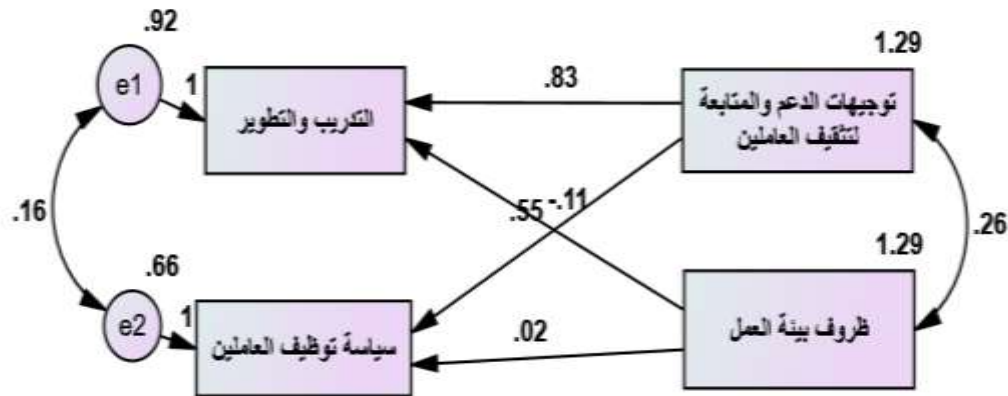 .92
1.29
e1
1
.83
التدريب والتطوير
توجيهات الدعم والمتابعة
لتثقيف العاملين
.16
.55
-.11
.26
.66
1.29
e2
1
.02
سياسة توظيف العاملين
ظروف بيئة العمل